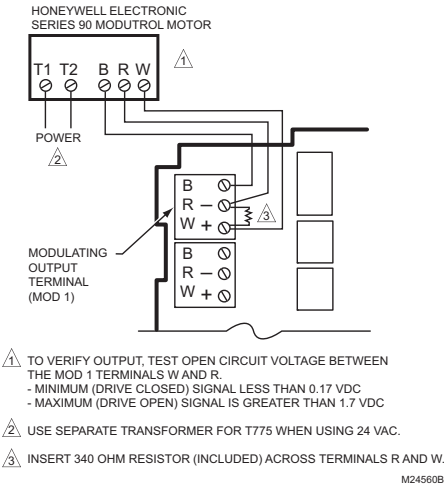 HONEYWELL ELECTRONIC
SERIES 90 MODUTROL MOTOR
1
T1 T2 B R W
POWER
2
B
R –
W +
3
MODULATING
OUTPUT
TERMINAL
(MOD 1)
B
R –
W +
1 TO VERIFY OUTPUT, TEST OPEN CIRCUIT VOLTAGE BETWEEN
THE MOD 1 TERMINALS W AND R.
- MINIMUM (DRIVE CLOSED) SIGNAL LESS THAN 0.17 VDC
- MAXIMUM (DRIVE OPEN) SIGNAL IS GREATER THAN 1.7 VDC
2 USE SEPARATE TRANSFORMER FOR T775 WHEN USING 24 VAC.
3 INSERT 340 OHM RESISTOR (INCLUDED) ACROSS TERMINALS R AND W.
M24560B